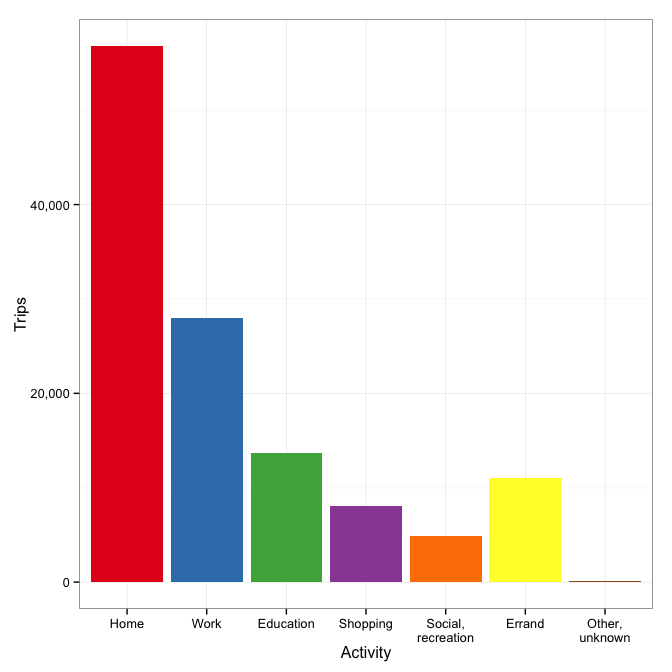 Trips
40,000
20,000
0
Home
Work
Education
Shopping
Social,
recreation
Errand
Other,
unknown
Activity